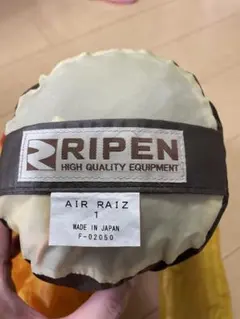 RIPEN
HIGH QUALITY EQUIPMENT
AIR RAIZ
1
MADE IN JAPAN
F-02050